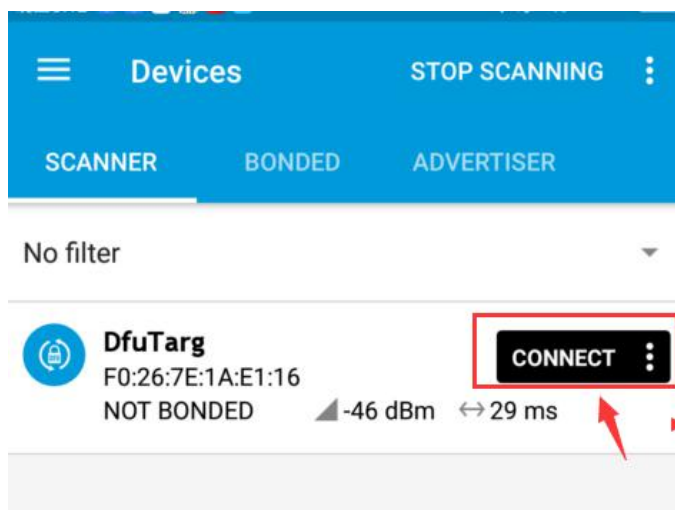 Devices STOP SCANNING
SCANNER BONDED ADVERTISER
No filter
DfuTarg
CONNECT
F0:26:7E:1A:E1:16
NOT BONDED -46 dBm 29 ms